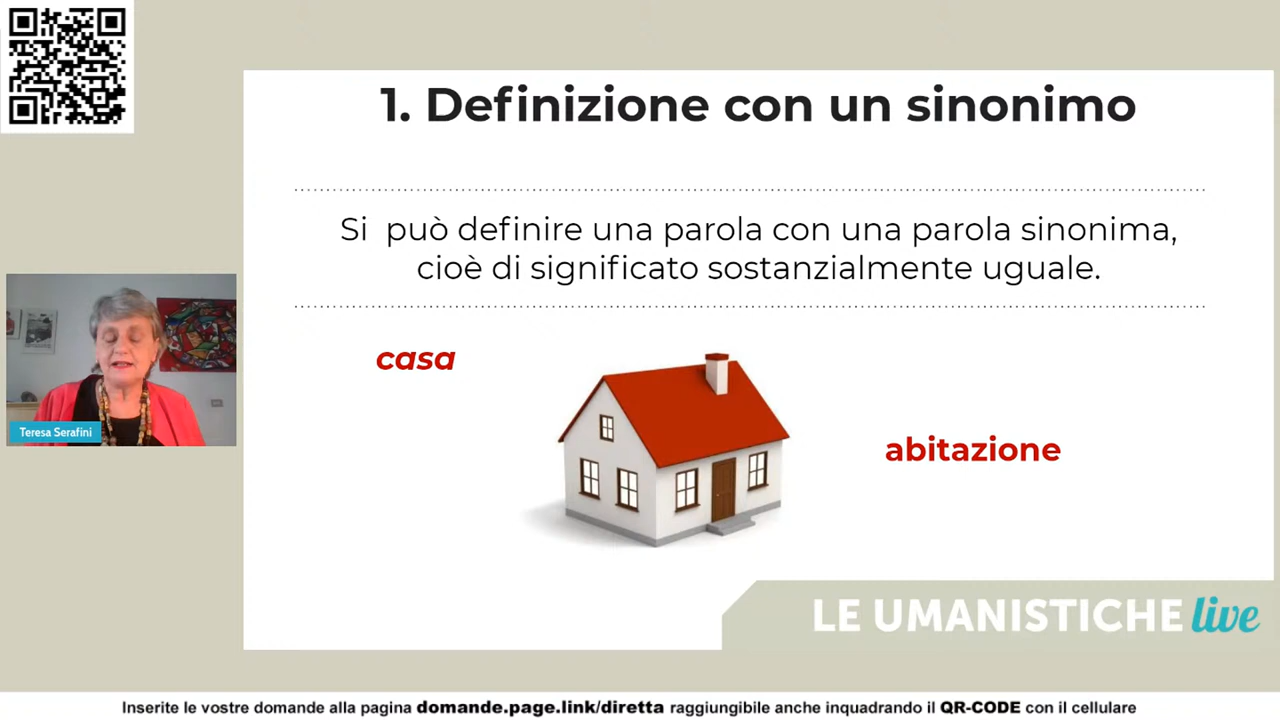 1. Definizione con un sinonimo
Si può definire una parola con una parola sinonima,
cioè di significato sostanzialmente uguale.
casa
abitazione
Teresa Serafini
LE UMANISTICHE live
Inserite le vostre domande alla pagina domande.page.link/diretta raggiungibile anche inquadrando il QR-CODE con il cellulare